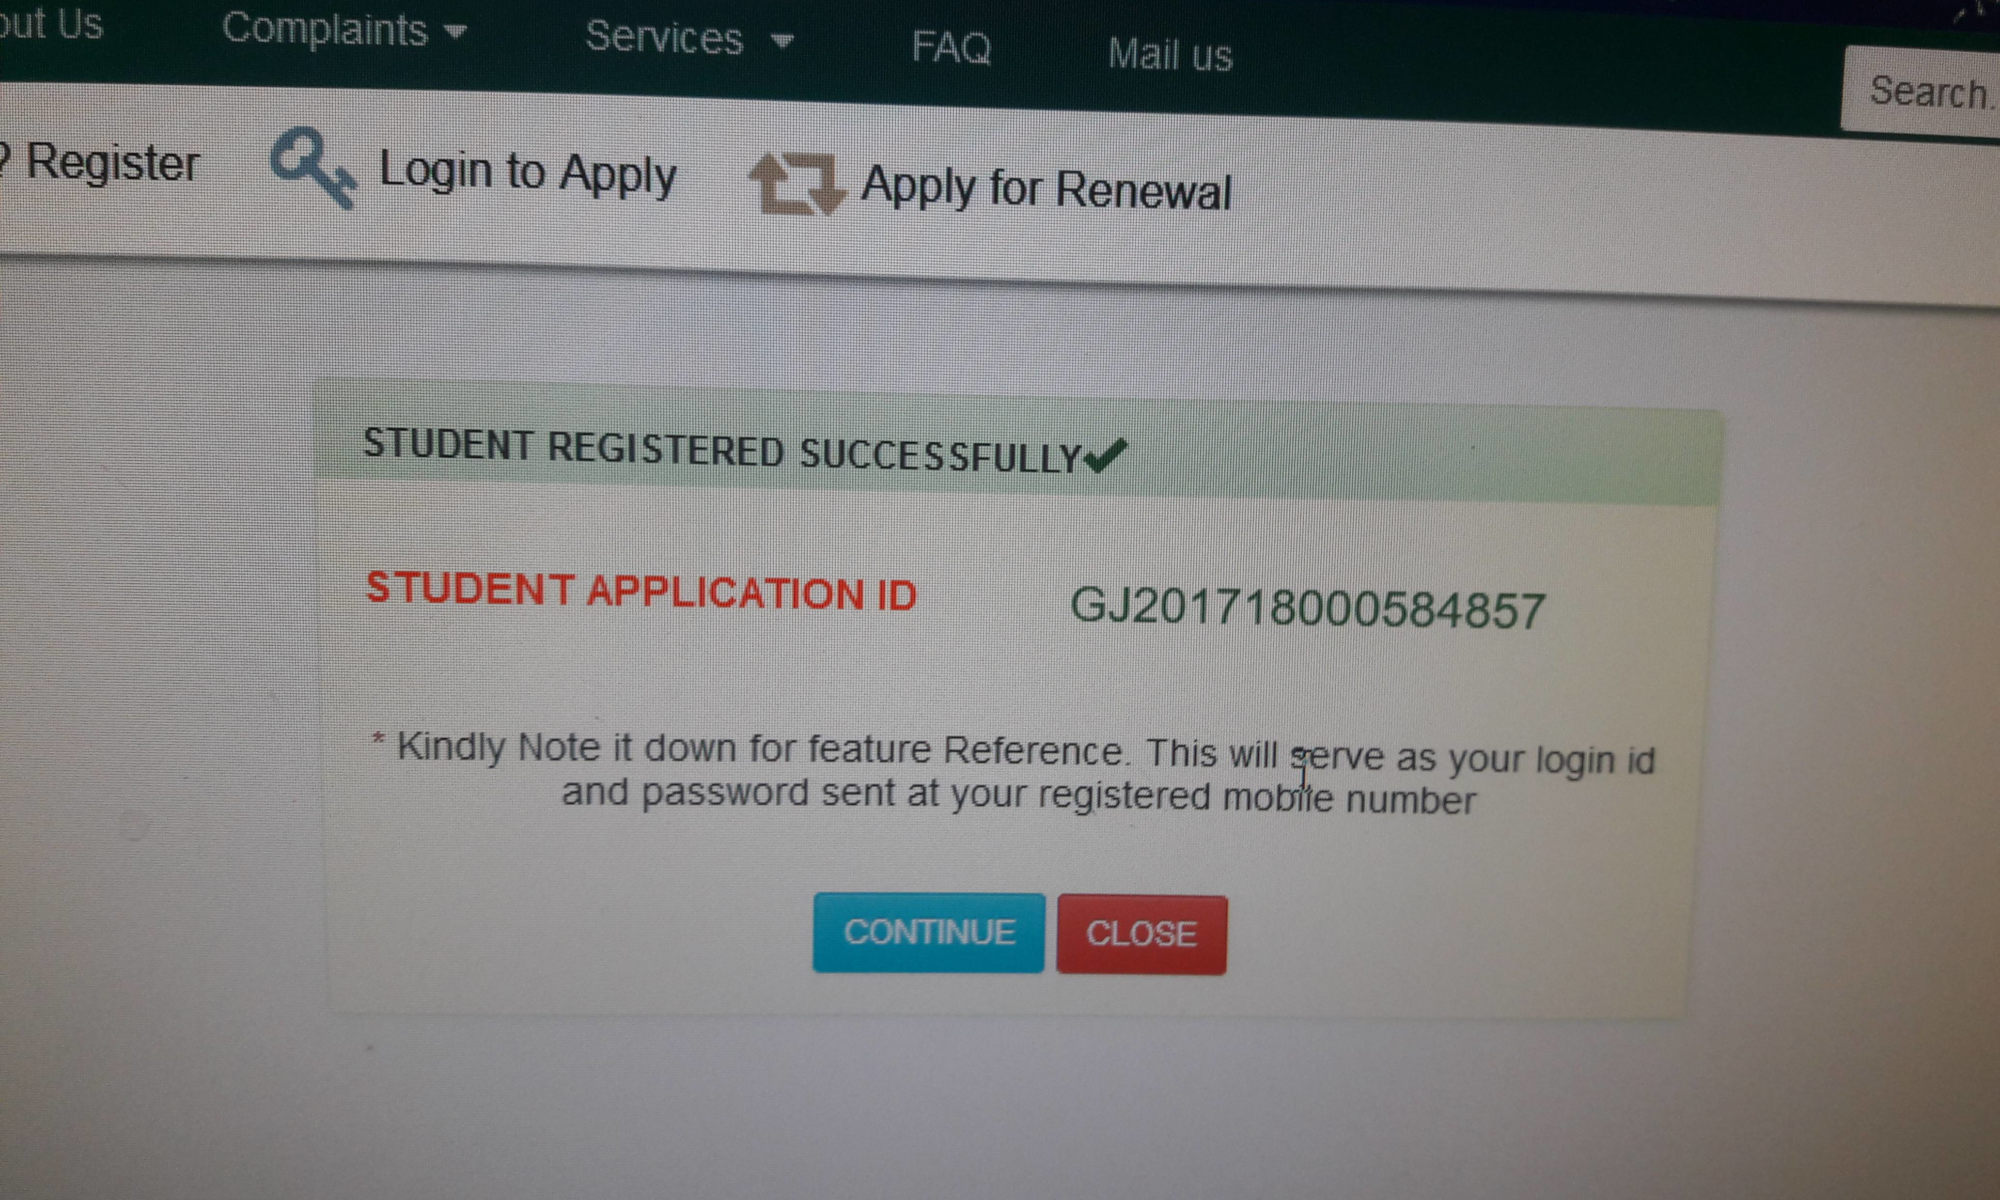 out Us Complaints Services FAQ Mail us Search.
? Register Login to Apply Apply for Renewal
STUDENT REGISTERED SUCCESSFULLY
STUDENT APPLICATION ID GJ201718000584857
* Kindly Note it down for feature Reference. This will serve as your login id
and password sent at your registered mobile number
CONTINUE CLOSE